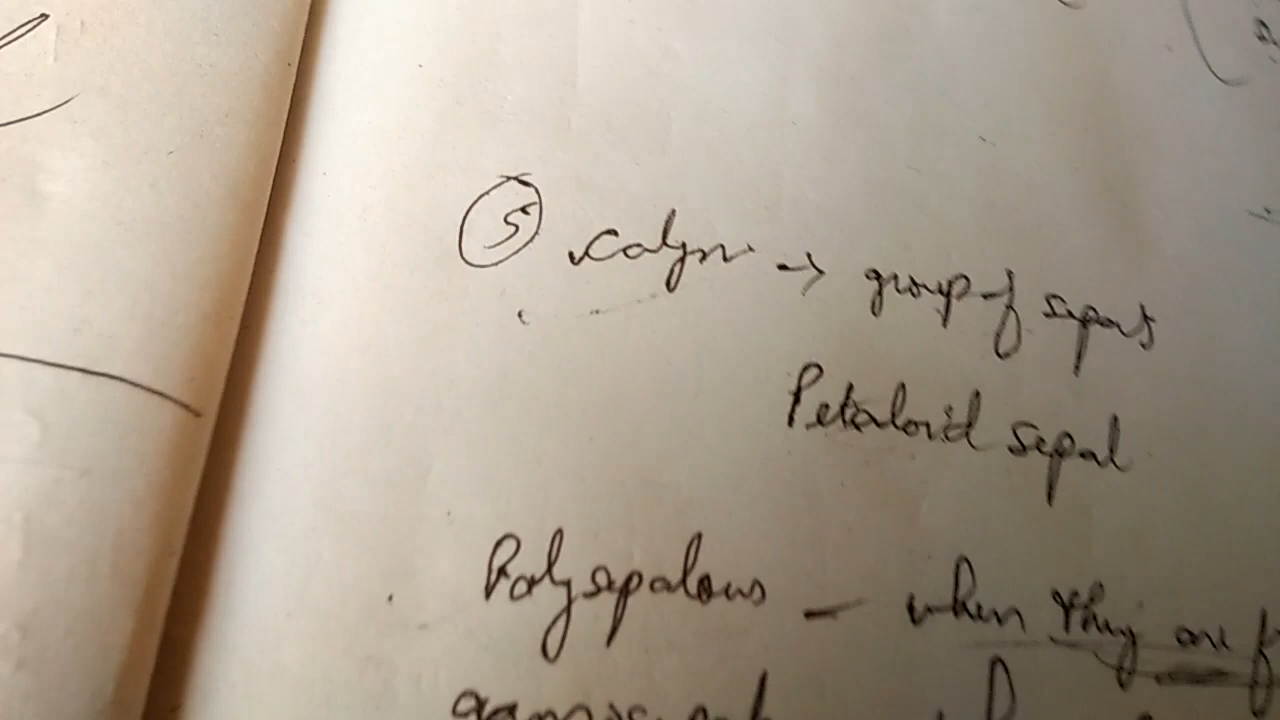 5 Calyx → group of sepals
Petaloid sepal
Polysepalous - when they are